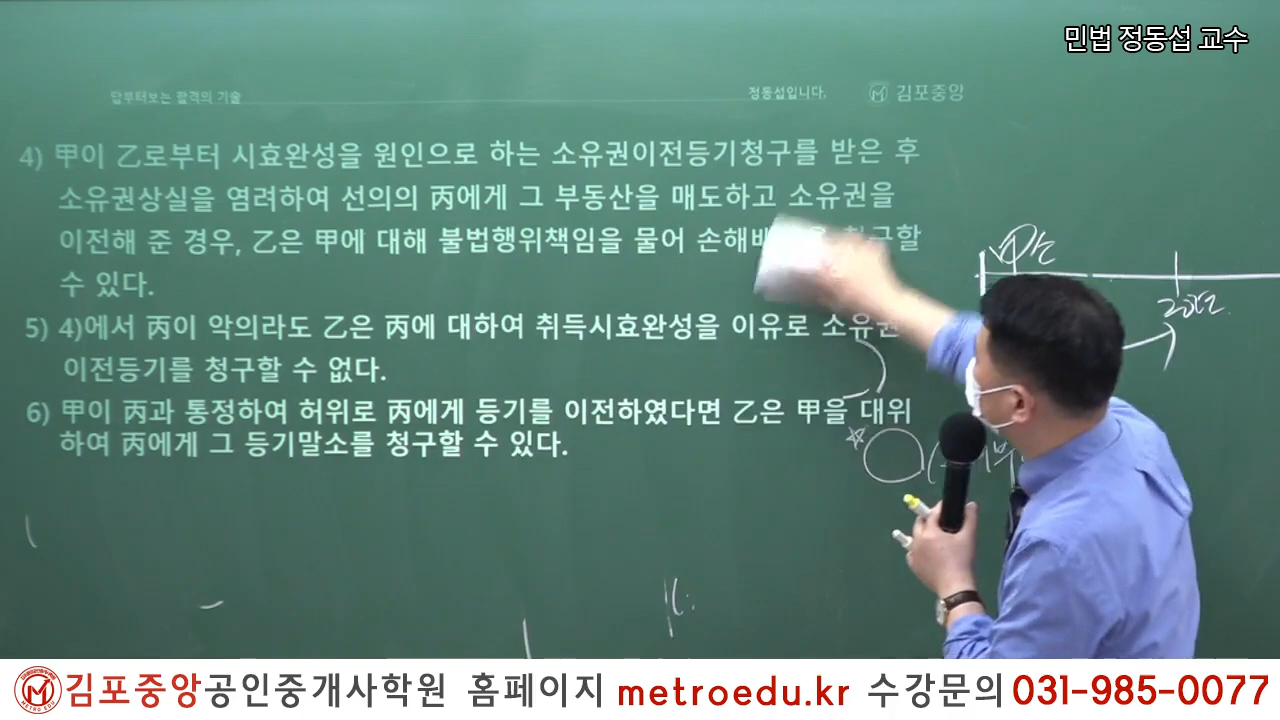 민법 정동섭 교수
답부터보는 합격의 기술
정동섭입니다.
김포중앙
4) 甲이 乙로부터 시효완성을 원인으로 하는 소유권이전등기청구를 받은 후
소유권상실을 염려하여 선의의 丙에게 그 부동산을 매도하고 소유권을
이전해 준 경우, 乙은 甲에 대해 불법행위책임을 물어
수 있다.
5) 4)에서 丙이 악의라도 乙은 丙에 대하여 취득시효완성을 이유로 소유권
이전등기를 청구할 수 없다.
6) 甲이 丙과 통정하여 허위로 丙에게 등기를 이전하였다면 乙은 甲을 대위
하여 丙에게 그 등기말소를 청구할 수 있다.
甲
METRO EDU
김포중앙공인중개사학원 홈페이지 metroedu.kr 수강문의 031-985-0077